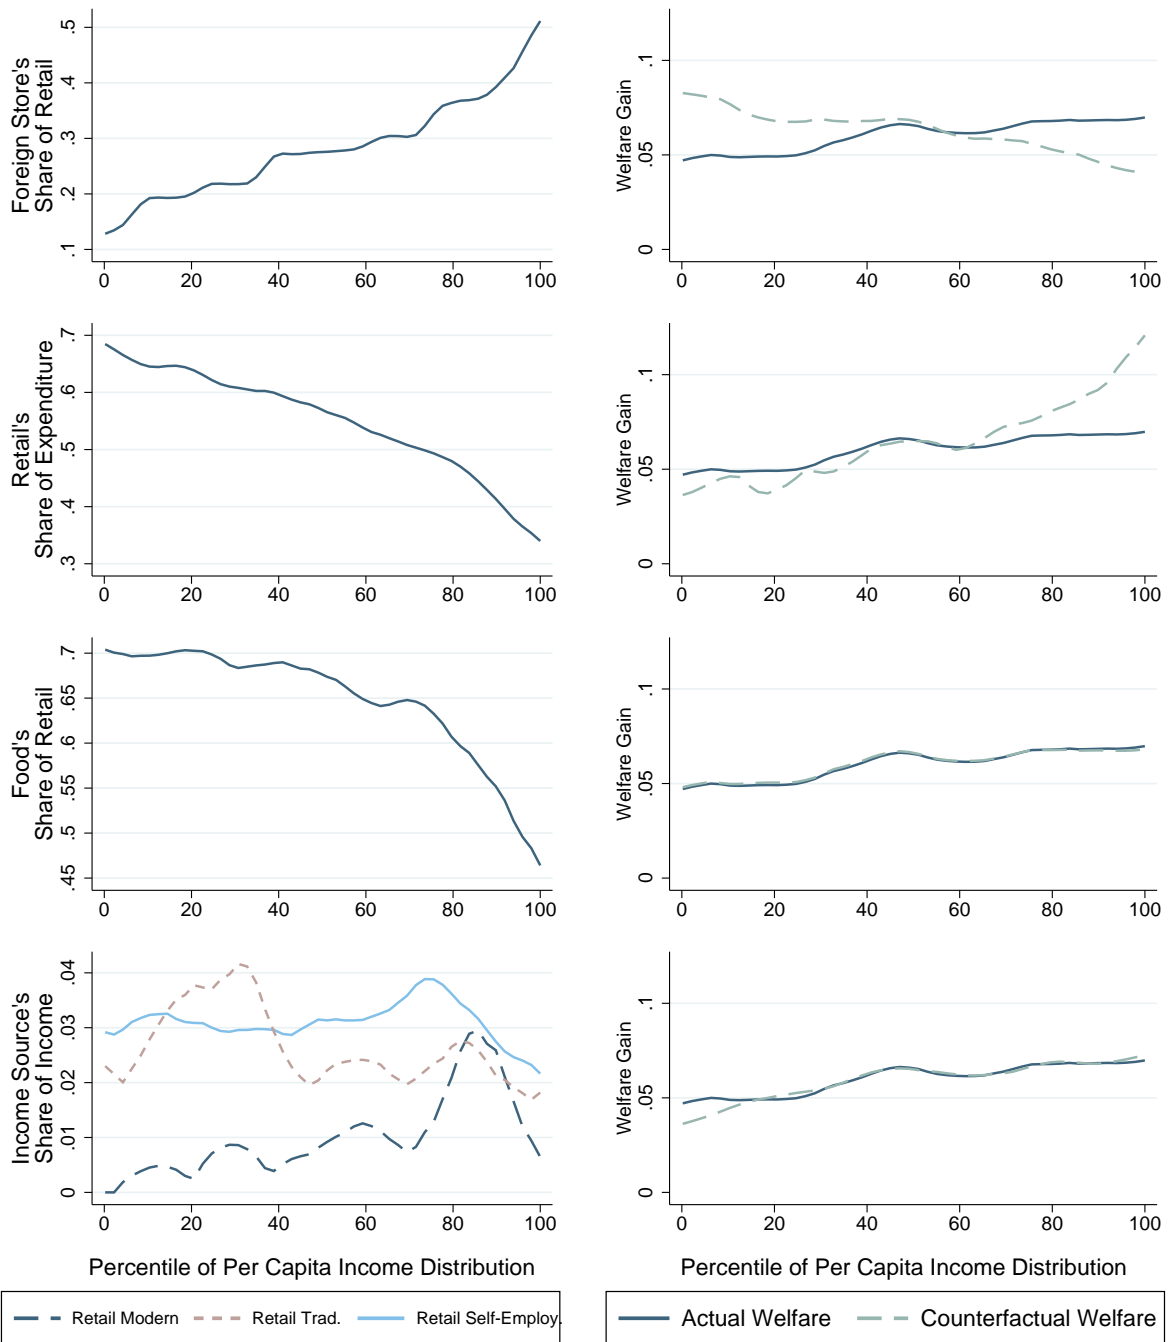 Foreign Store's
Share of Retail
.1 .2 .3 .4 .5
0 20 40 60 80 100
Welfare Gain
0 .05 .1
0 20 40 60 80 100
Retail's
Share of Expenditure
.3 .4 .5 .6 .7
0 20 40 60 80 100
Welfare Gain
0 .05 .1
0 20 40 60 80 100
Food's
Share of Retail
.45 .5 .55 .6 .65 .7
0 20 40 60 80 100
Welfare Gain
0 .05 .1
0 20 40 60 80 100
Income Source's
Share of Income
0 .01 .02 .03 .04
0 20 40 60 80 100
Percentile of Per Capita Income Distribution
Retail Modern Retail Trad. Retail Self-Employ.
Welfare Gain
0 .05 .1
0 20 40 60 80 100
Percentile of Per Capita Income Distribution
Actual Welfare Counterfactual Welfare